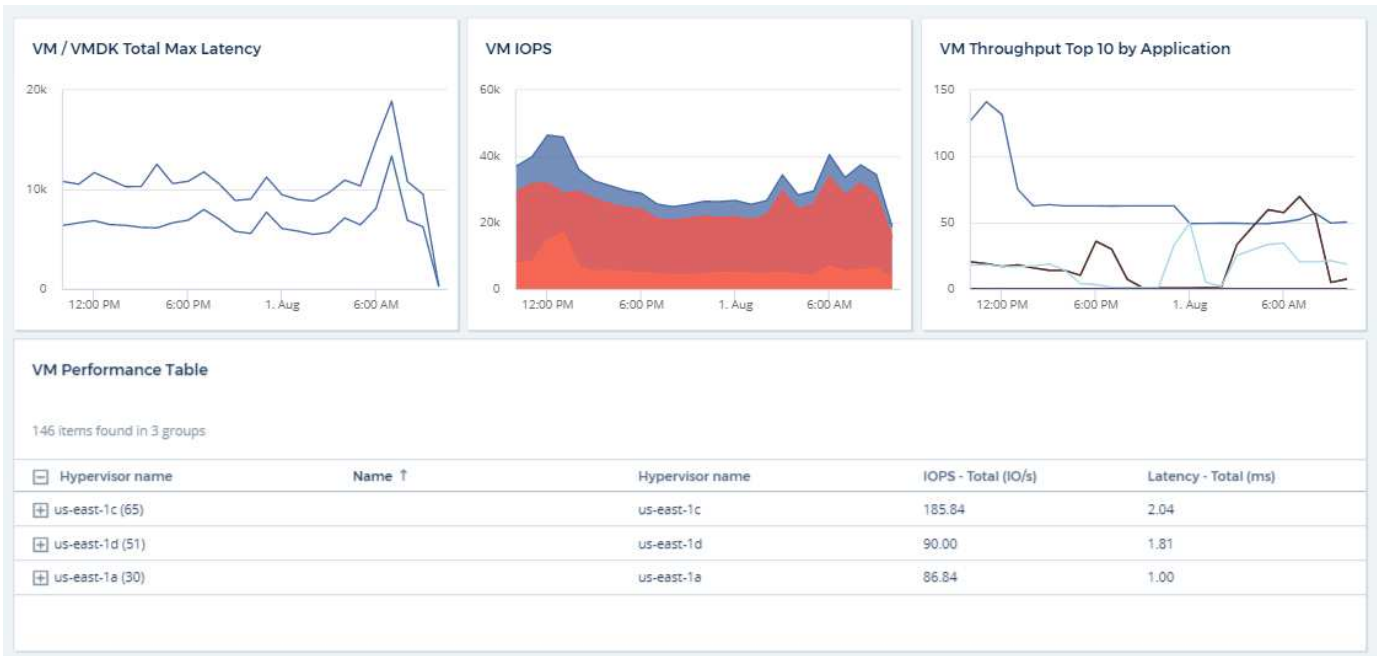 VM / VMDK Total Max Latency
20k
10k
0
12:00 PM 6:00 PM 1. Aug 6:00 AM
VM IOPS
60k
40k
20k
0
12:00 PM 6:00 PM 1. Aug 6:00 AM
VM Throughput Top 10 by Application
150
100
50
0
12:00 PM 6:00 PM 1. Aug 6:00 AM
VM Performance Table
146 items found in 3 groups
Hypervisor name Name ↑ Hypervisor name IOPS - Total (IO/s) Latency - Total (ms)
us-east-1c (65) us-east-1c 185.84 2.04
us-east-1d (51) us-east-1d 90.00 1.81
us-east-1a (30) us-east-1a 86.84 1.00